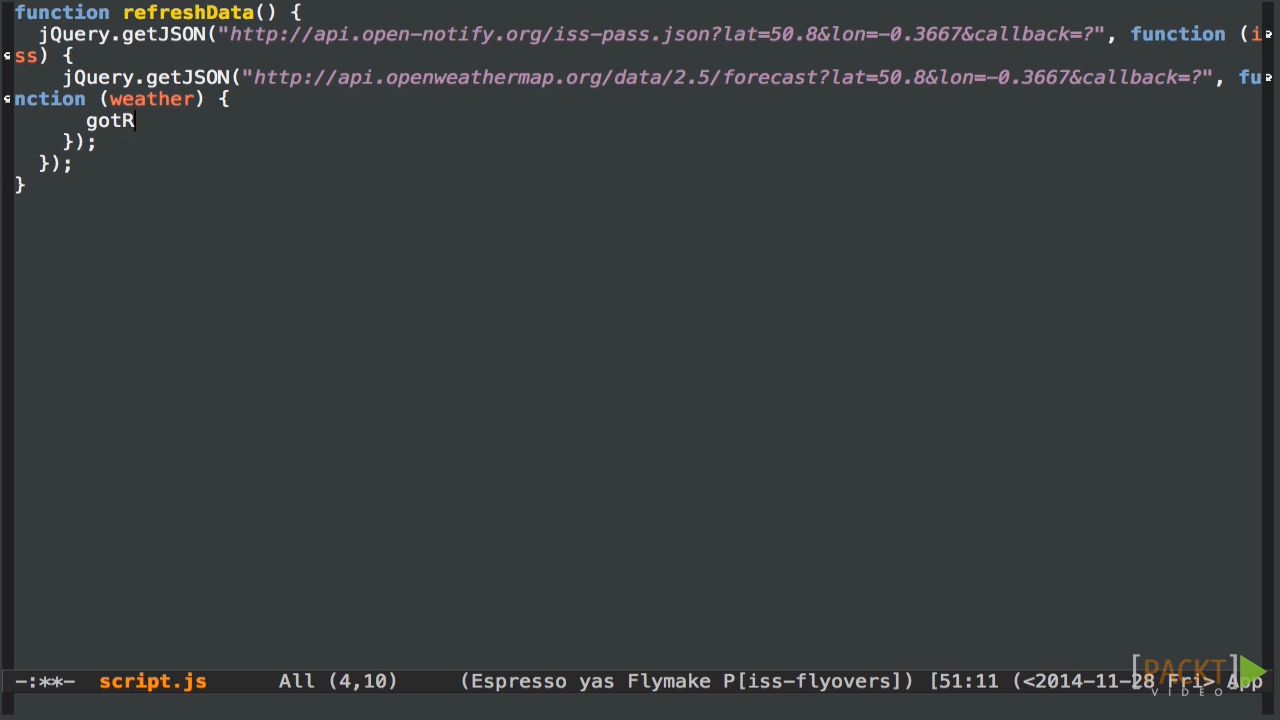 function refreshData() {
jQuery.getJSON("http://api.open-notify.org/iss-pass.json?lat=50.8&lon=-0.3667&callback=?", function (i
ss) {
jQuery.getJSON("http://api.openweathermap.org/data/2.5/forecast?lat=50.8&lon=-0.3667&callback=?", fu
nction (weather) {
gotR
});
});
}
[PACKT]
VIDEO
-:**- script.js All (4,10) (Espresso yas Flymake P[iss-flyovers]) [51:11 (<2014-11-28 Fri> App